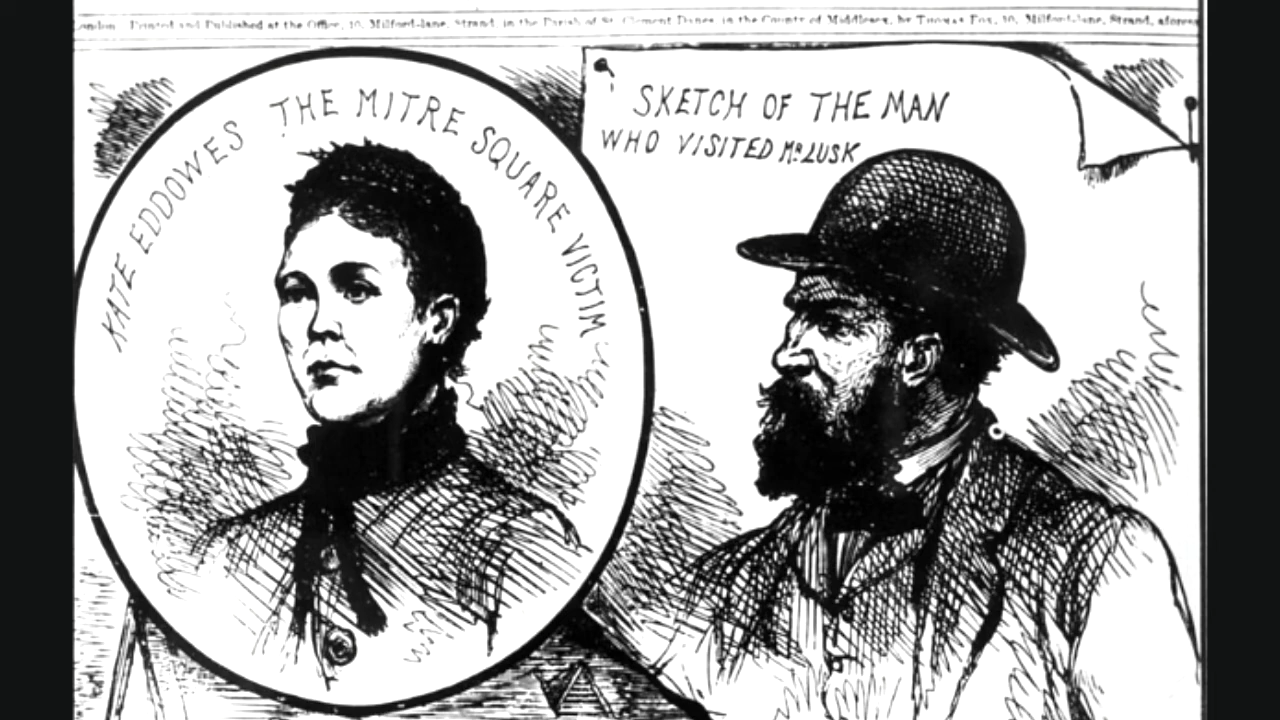 London Printed and Published at the Office, 10, Milford-lane, Strand, in the Parish of St. Clement Danes, in the County of Middlesex, by Thomas Fox, 10, Milford-lane, Strand,
KATE EDDOWES THE MITRE SQUARE VICTIM
SKETCH OF THE MAN
WHO VISITED MR LUSK